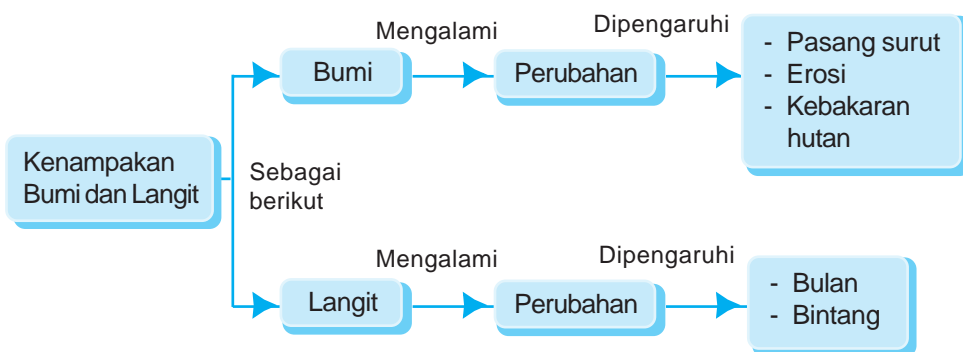 Kenampakan
Bumi dan Langit
Sebagai
berikut
Bumi
Mengalami
Perubahan
Dipengaruhi
- Pasang surut
- Erosi
- Kebakaran
hutan
Langit
Mengalami
Perubahan
Dipengaruhi
- Bulan
- Bintang